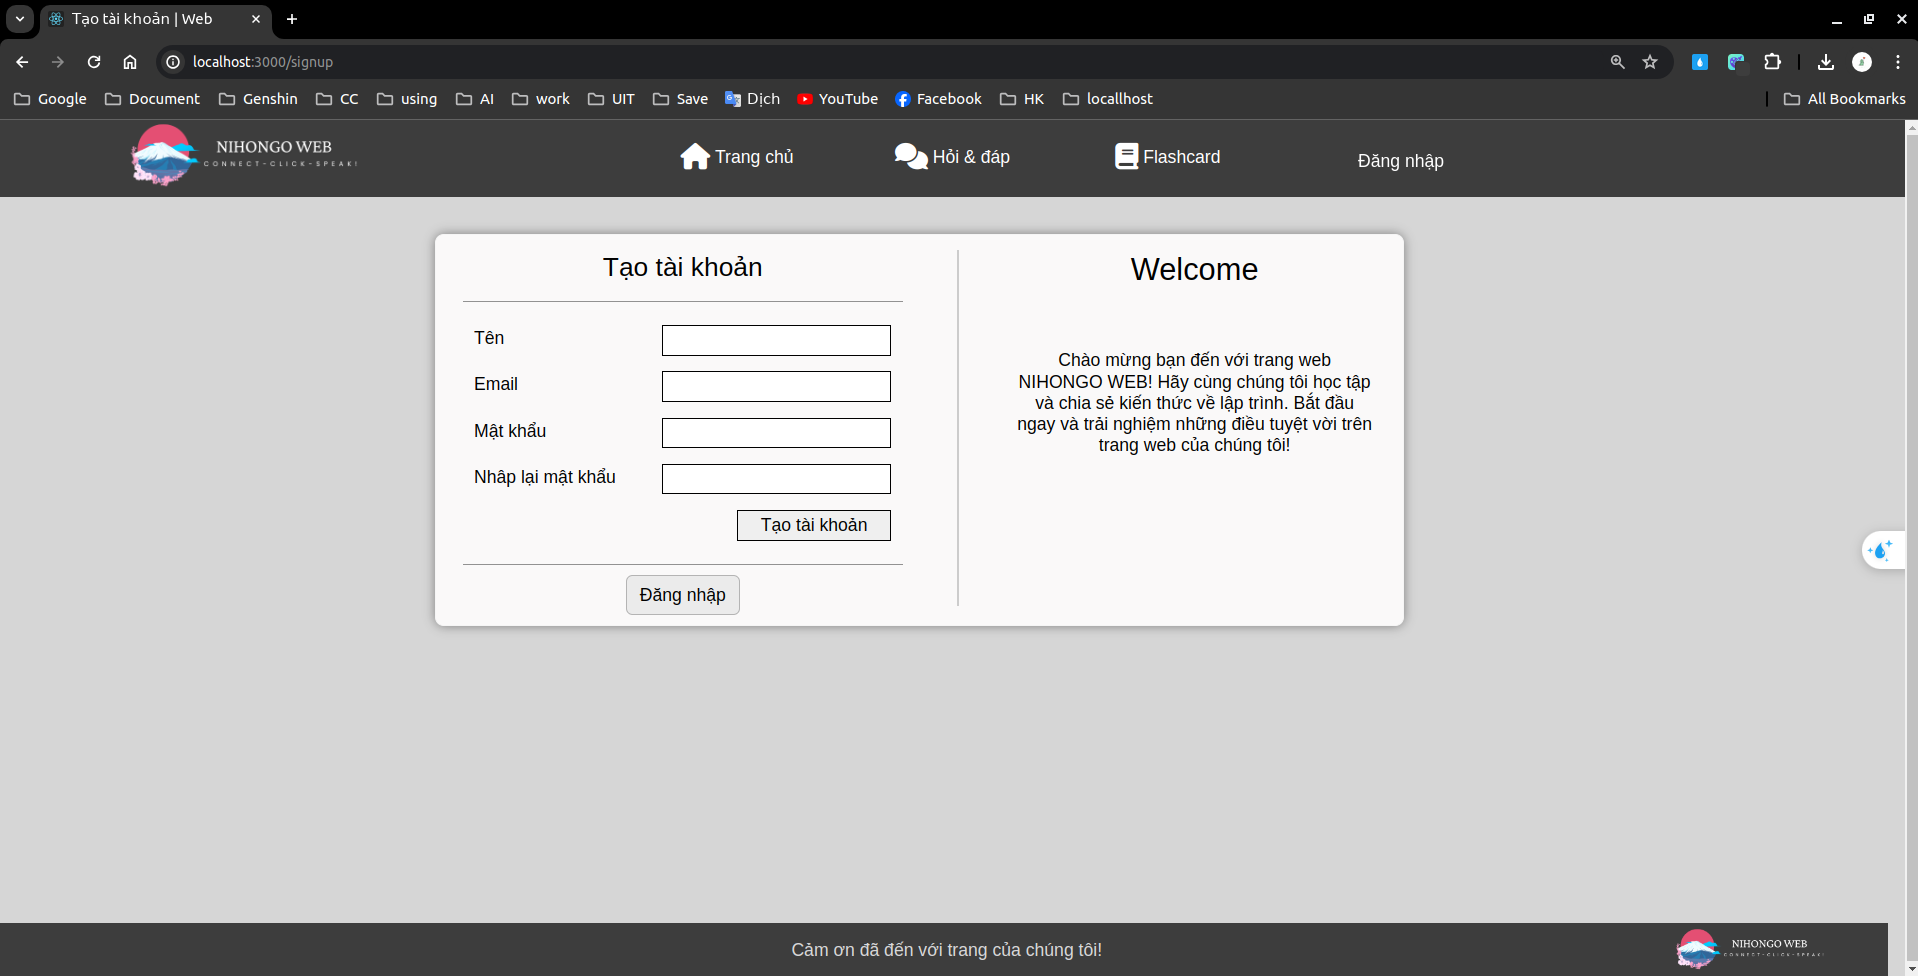 Tạo tài khoản | Web
localhost:3000/signup
Google Document Genshin CC using AI work UIT Save Dịch YouTube Facebook HK locallhost All Bookmarks
NIHONGO WEB
CONNECT-CLICK-SPEAK!
Trang chủ Hỏi & đáp Flashcard Đăng nhập
Tạo tài khoản
Tên
Email
Mật khẩu
Nhâp lại mật khẩu
Tạo tài khoản
Đăng nhập
Welcome
Chào mừng bạn đến với trang web
NIHONGO WEB! Hãy cùng chúng tôi học tập
và chia sẻ kiến thức về lập trình. Bắt đầu
ngay và trải nghiệm những điều tuyệt vời trên
trang web của chúng tôi!
Cảm ơn đã đến với trang của chúng tôi!
NIHONGO WEB
CONNECT-CLICK-SPEAK!